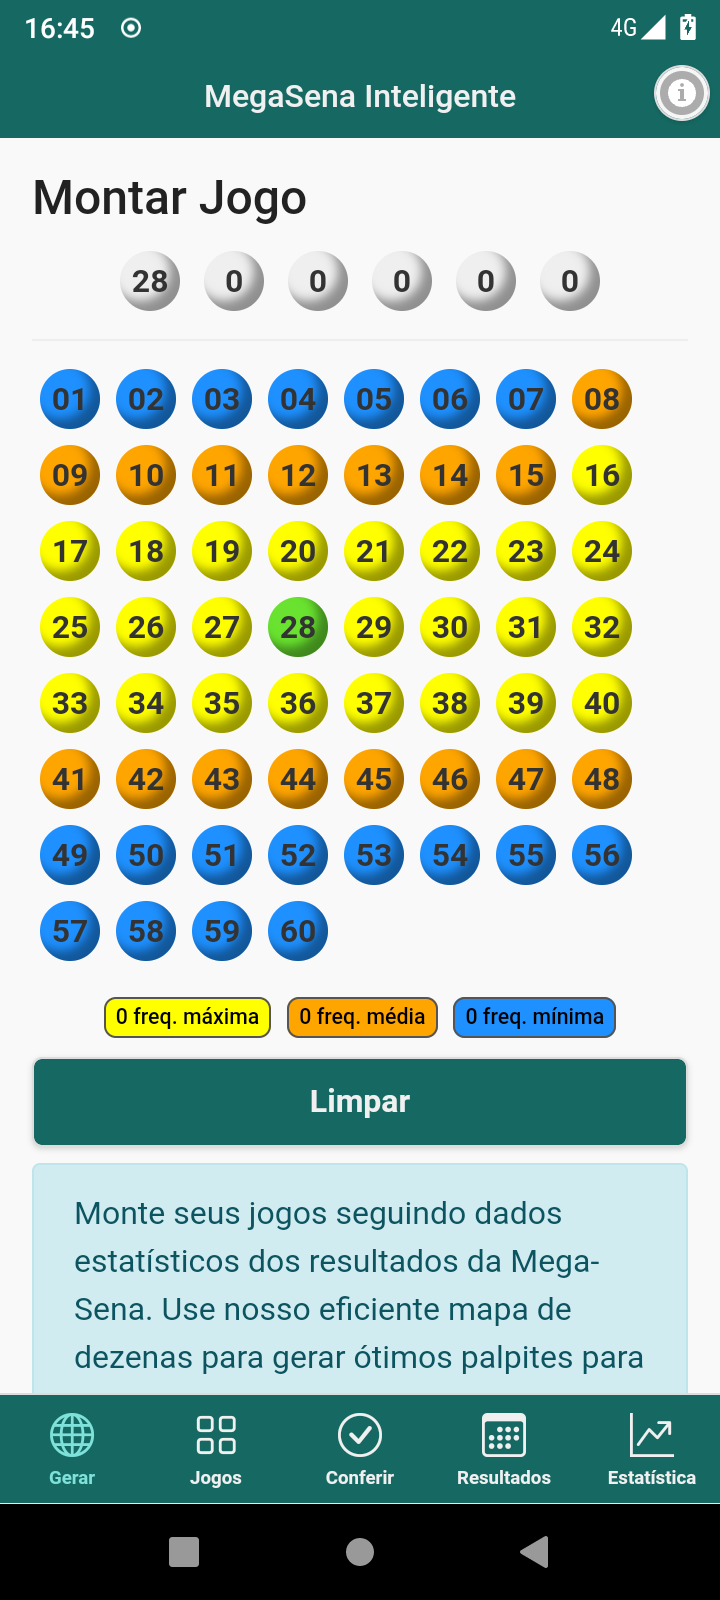 16:45 4G
MegaSena Inteligente
Montar Jogo
28 0 0 0 0 0
01 02 03 04 05 06 07 08
09 10 11 12 13 14 15 16
17 18 19 20 21 22 23 24
25 26 27 28 29 30 31 32
33 34 35 36 37 38 39 40
41 42 43 44 45 46 47 48
49 50 51 52 53 54 55 56
57 58 59 60
0 freq. máxima 0 freq. média 0 freq. mínima
Limpar
Monte seus jogos seguindo dados
estatísticos dos resultados da Mega-
Sena. Use nosso eficiente mapa de
dezenas para gerar ótimos palpites para
Gerar Jogos Conferir Resultados Estatística